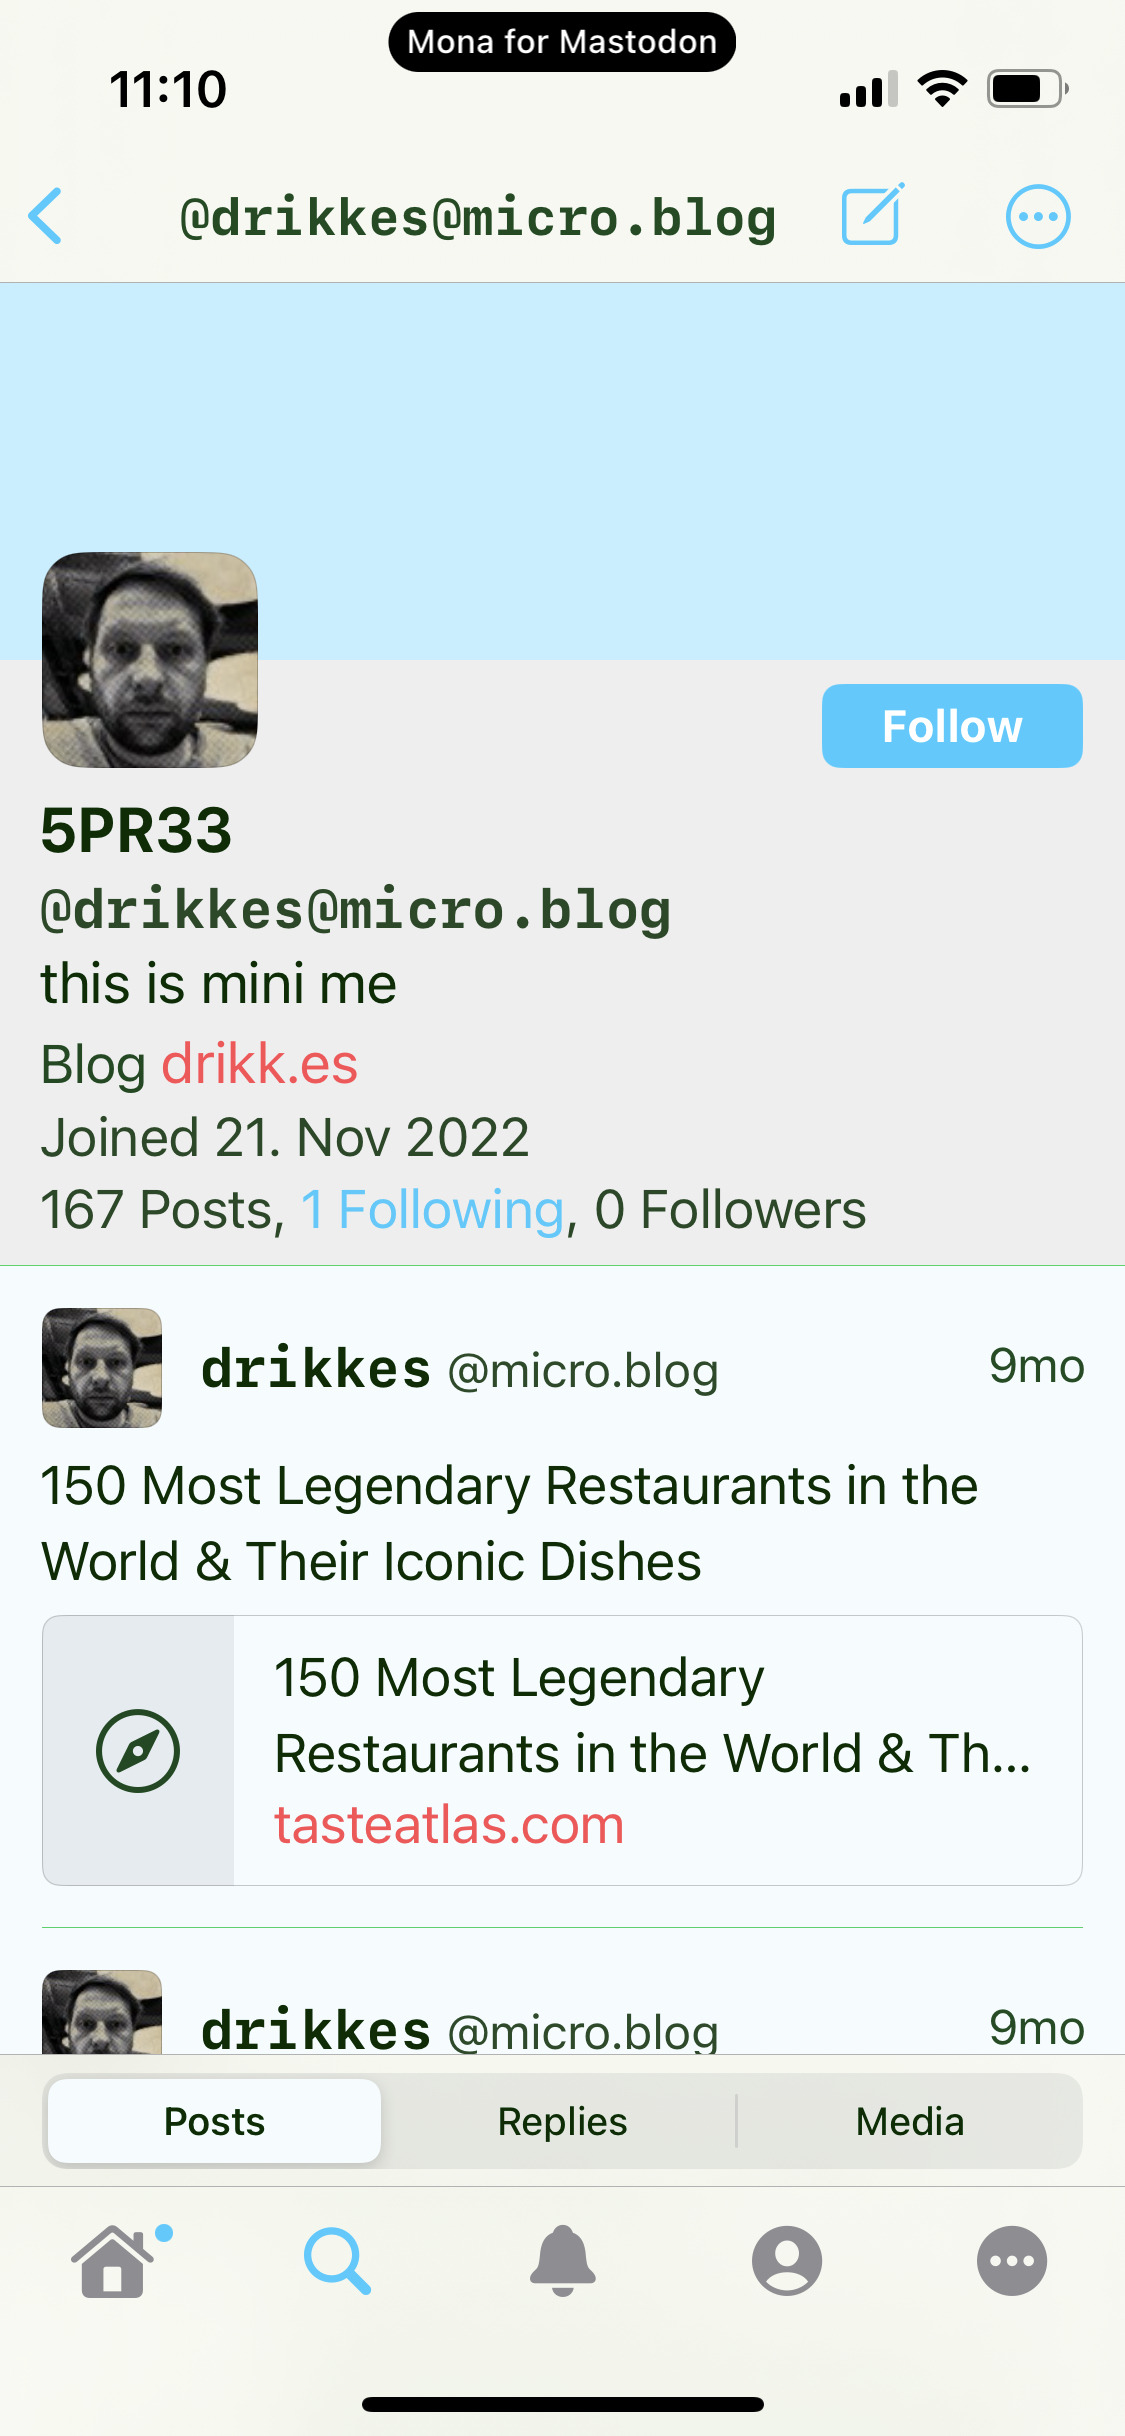 Mona for Mastodon
11:10
@drikkes@micro.blog
Follow
5PR33
@drikkes@micro.blog
this is mini me
Blog drikk.es
Joined 21. Nov 2022
167 Posts, 1 Following, 0 Followers
drikkes @micro.blog 9mo
150 Most Legendary Restaurants in the
World & Their Iconic Dishes
150 Most Legendary
Restaurants in the World & Th...
tasteatlas.com
drikkes @micro.blog 9mo
Posts Replies Media